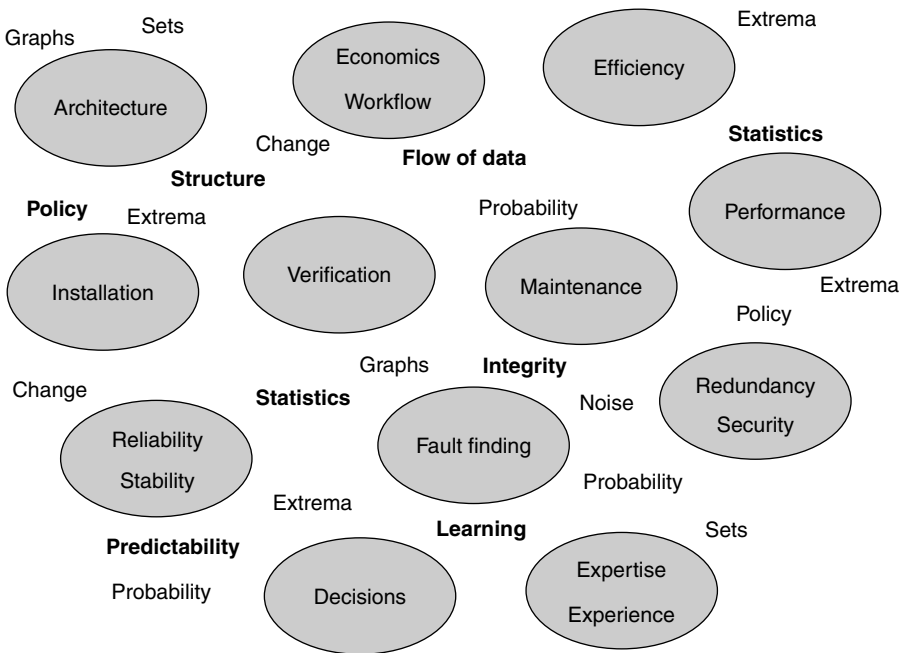 Extrema
Sets
Graphs
Economics
Workflow
Efficiency
Architecture
Statistics
Change
Flow of data
Structure
Policy
Extrema
Probability
Performance
Verification
Maintenance
Installation
Extrema
Policy
Graphs
Integrity
Change
Statistics
Noise
Redundancy
Security
Reliability
Stability
Fault finding
Probability
Extrema
Learning
Sets
Predictability
Probability
Decisions
Expertise
Experience